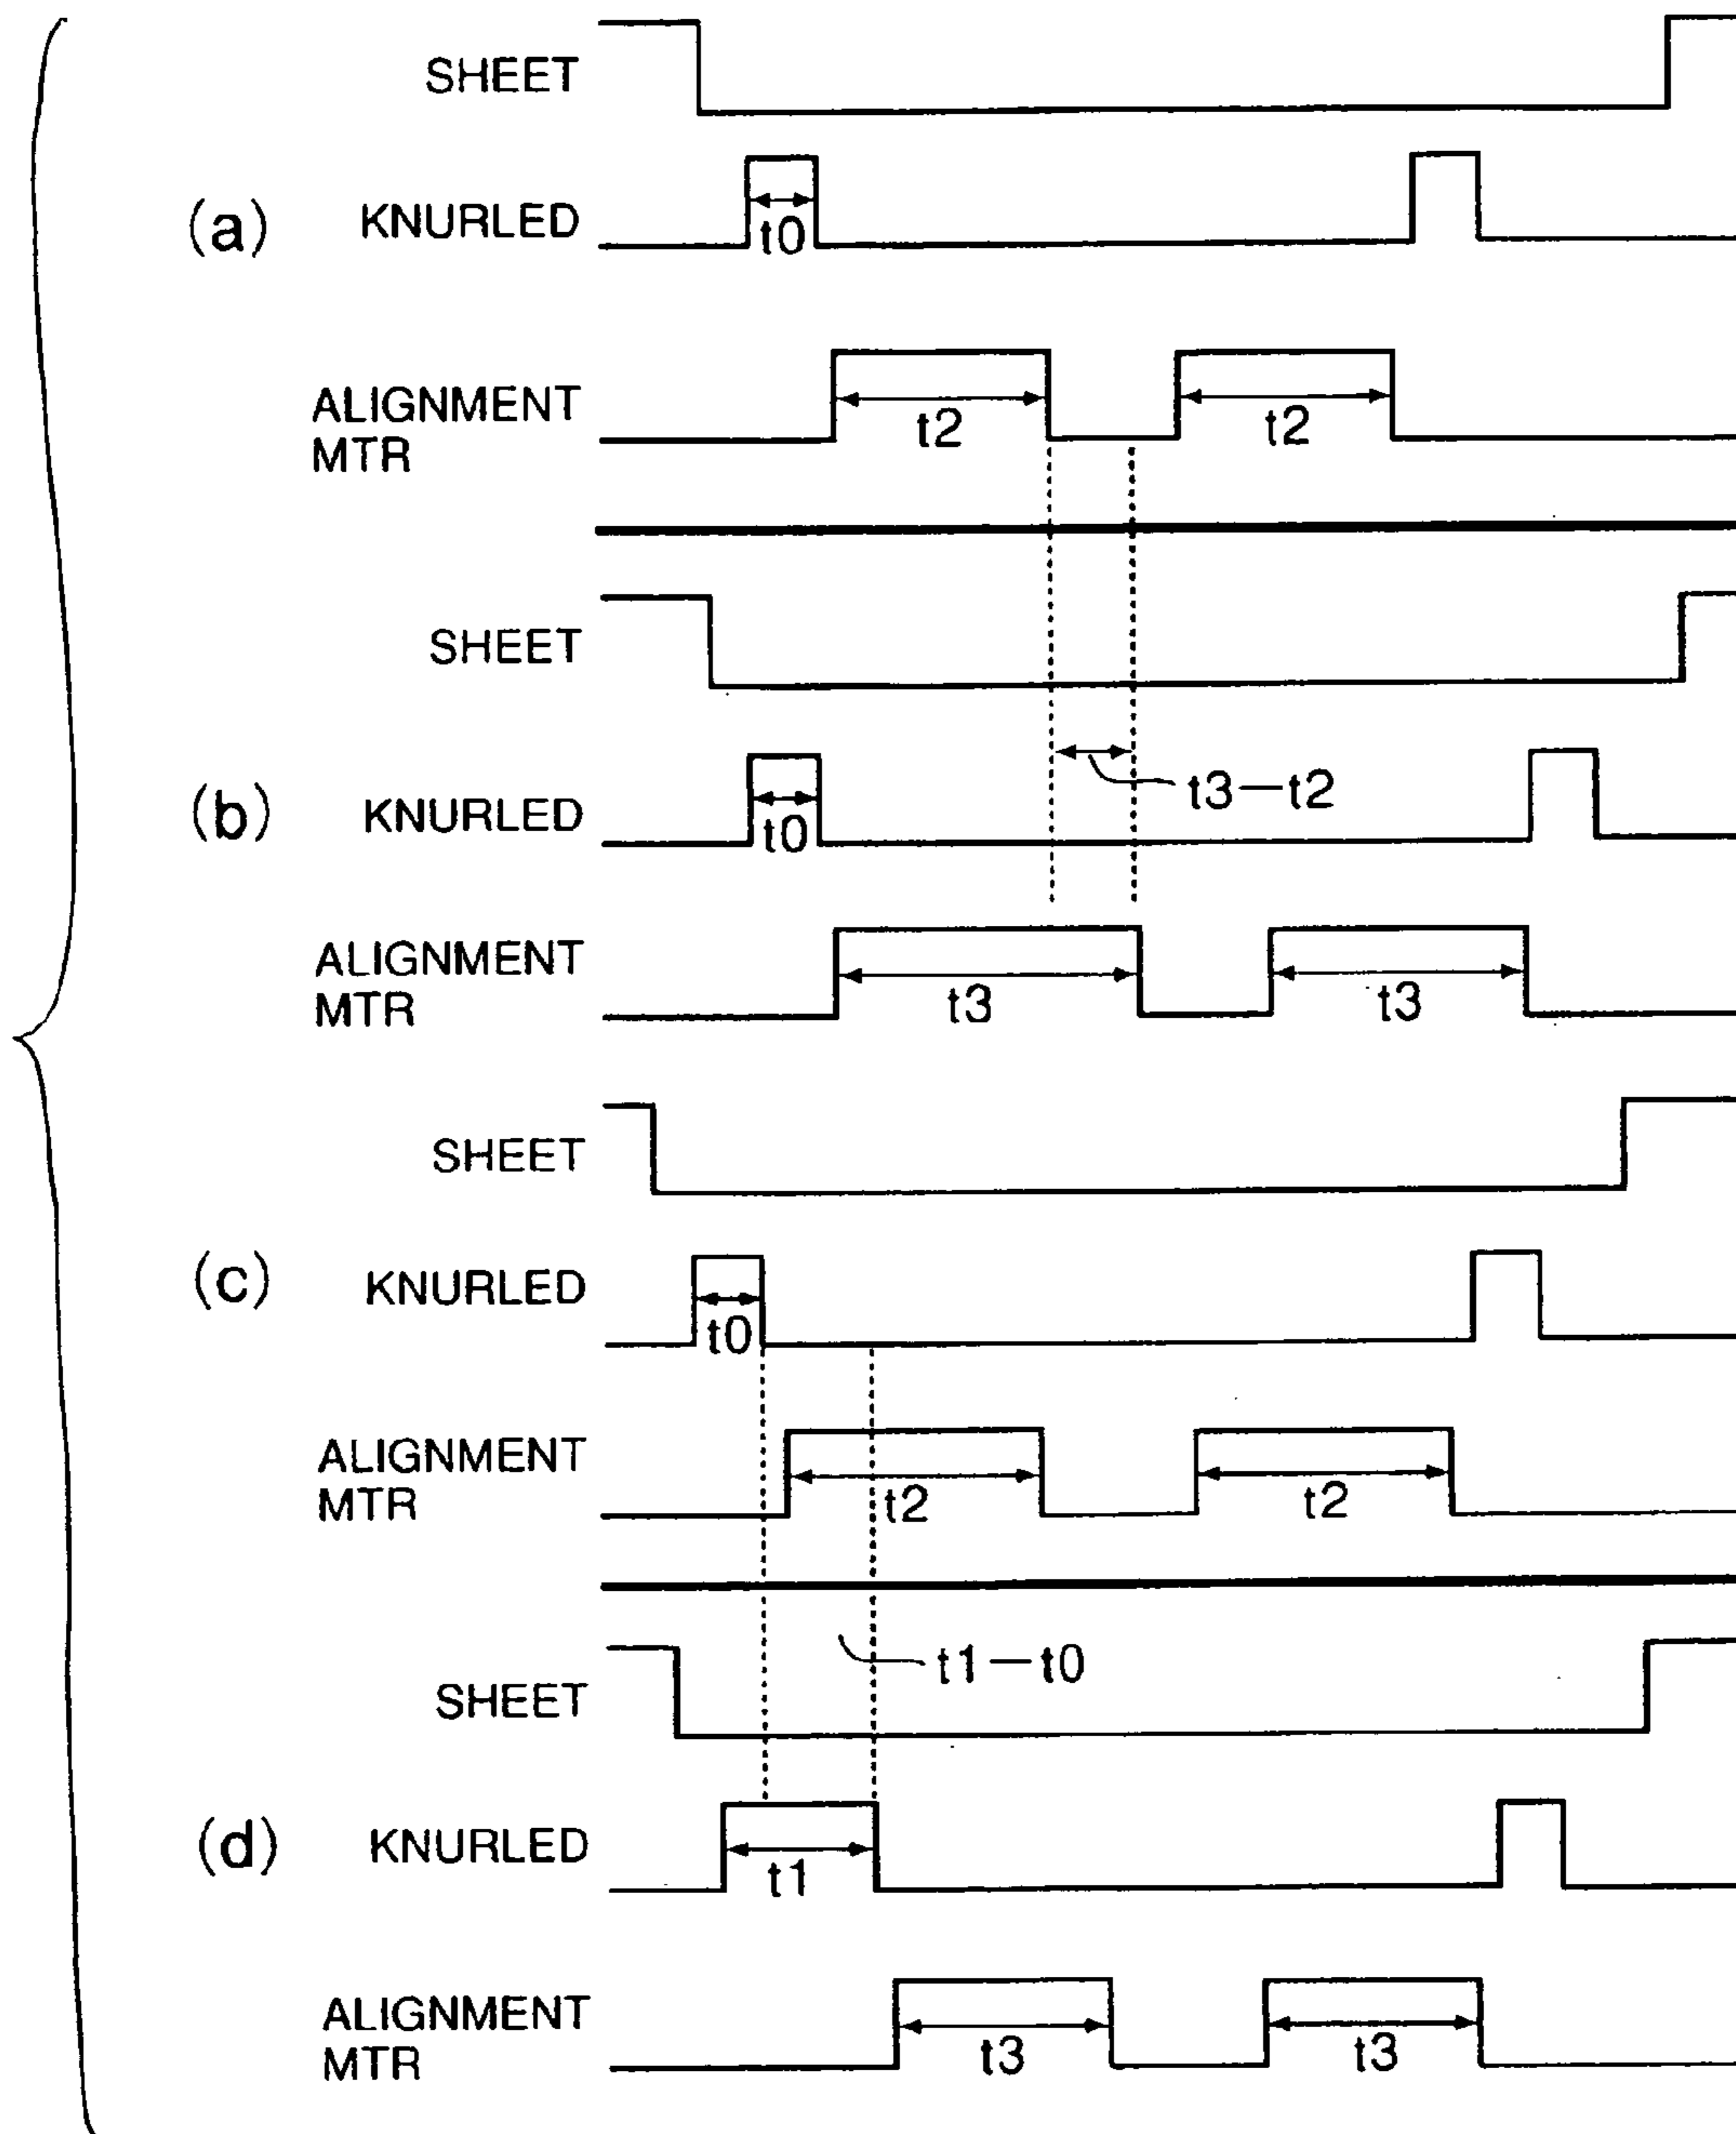 SHEET
(a) KNURLED
t0
ALIGNMENT
MTR
t2 t2
SHEET
t3-t2
(b) KNURLED
t0
ALIGNMENT
MTR
t3 t3
SHEET
(c) KNURLED
t0
ALIGNMENT
MTR
t2 t2
t1-t0
SHEET
(d) KNURLED
t1
ALIGNMENT
MTR
t3 t3